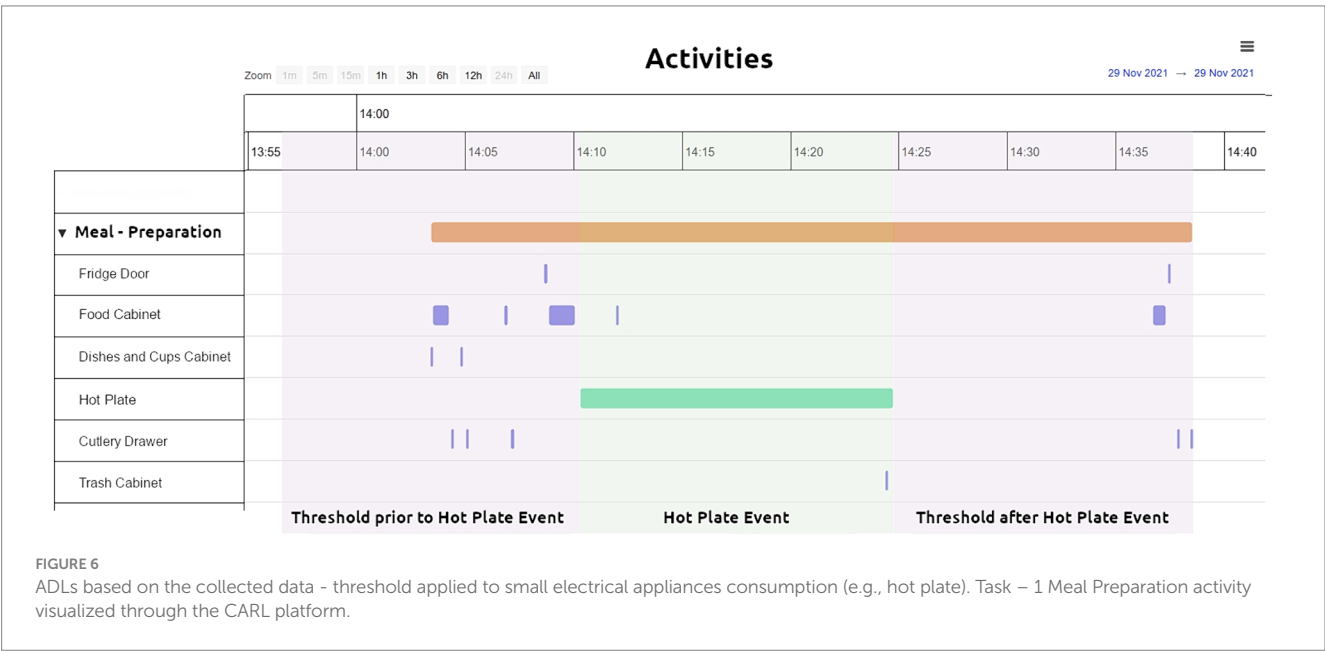 Activities
Zoom 1m 5m 15m 1h 3h 6h 12h 24h All
29 Nov 2021 → 29 Nov 2021
14:00
13:55 14:00 14:05 14:10 14:15 14:20 14:25 14:30 14:35 14:40
▼ Meal - Preparation
Fridge Door
Food Cabinet
Dishes and Cups Cabinet
Hot Plate
Cutlery Drawer
Trash Cabinet
Threshold prior to Hot Plate Event
Hot Plate Event
Threshold after Hot Plate Event
FIGURE 6
ADLs based on the collected data - threshold applied to small electrical appliances consumption (e.g., hot plate). Task – 1 Meal Preparation activity
visualized through the CARL platform.